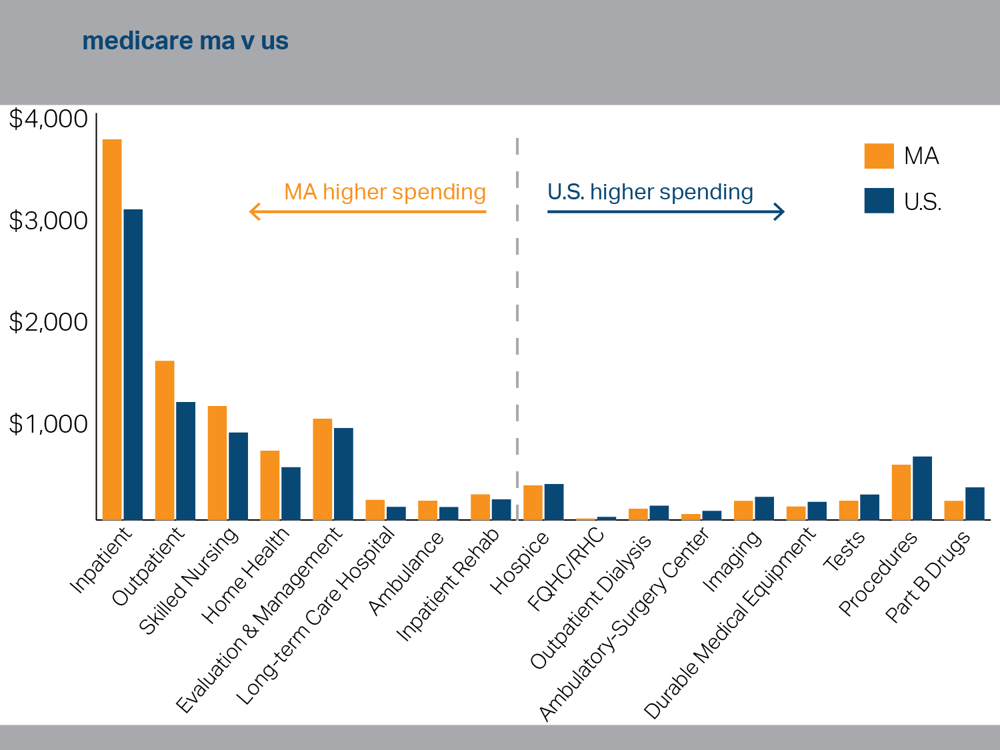 medicare ma v us
$4,000
$3,000
$2,000
$1,000
MA higher spending
U.S. higher spending
MA
U.S.
Inpatient
Outpatient
Skilled Nursing
Home Health
Evaluation & Management
Long-term Care Hospital
Ambulance
Inpatient Rehab
Hospice
FQHC/RHC
Outpatient Dialysis
Ambulatory-Surgery Center
Imaging
Durable Medical Equipment
Tests
Procedures
Part B Drugs